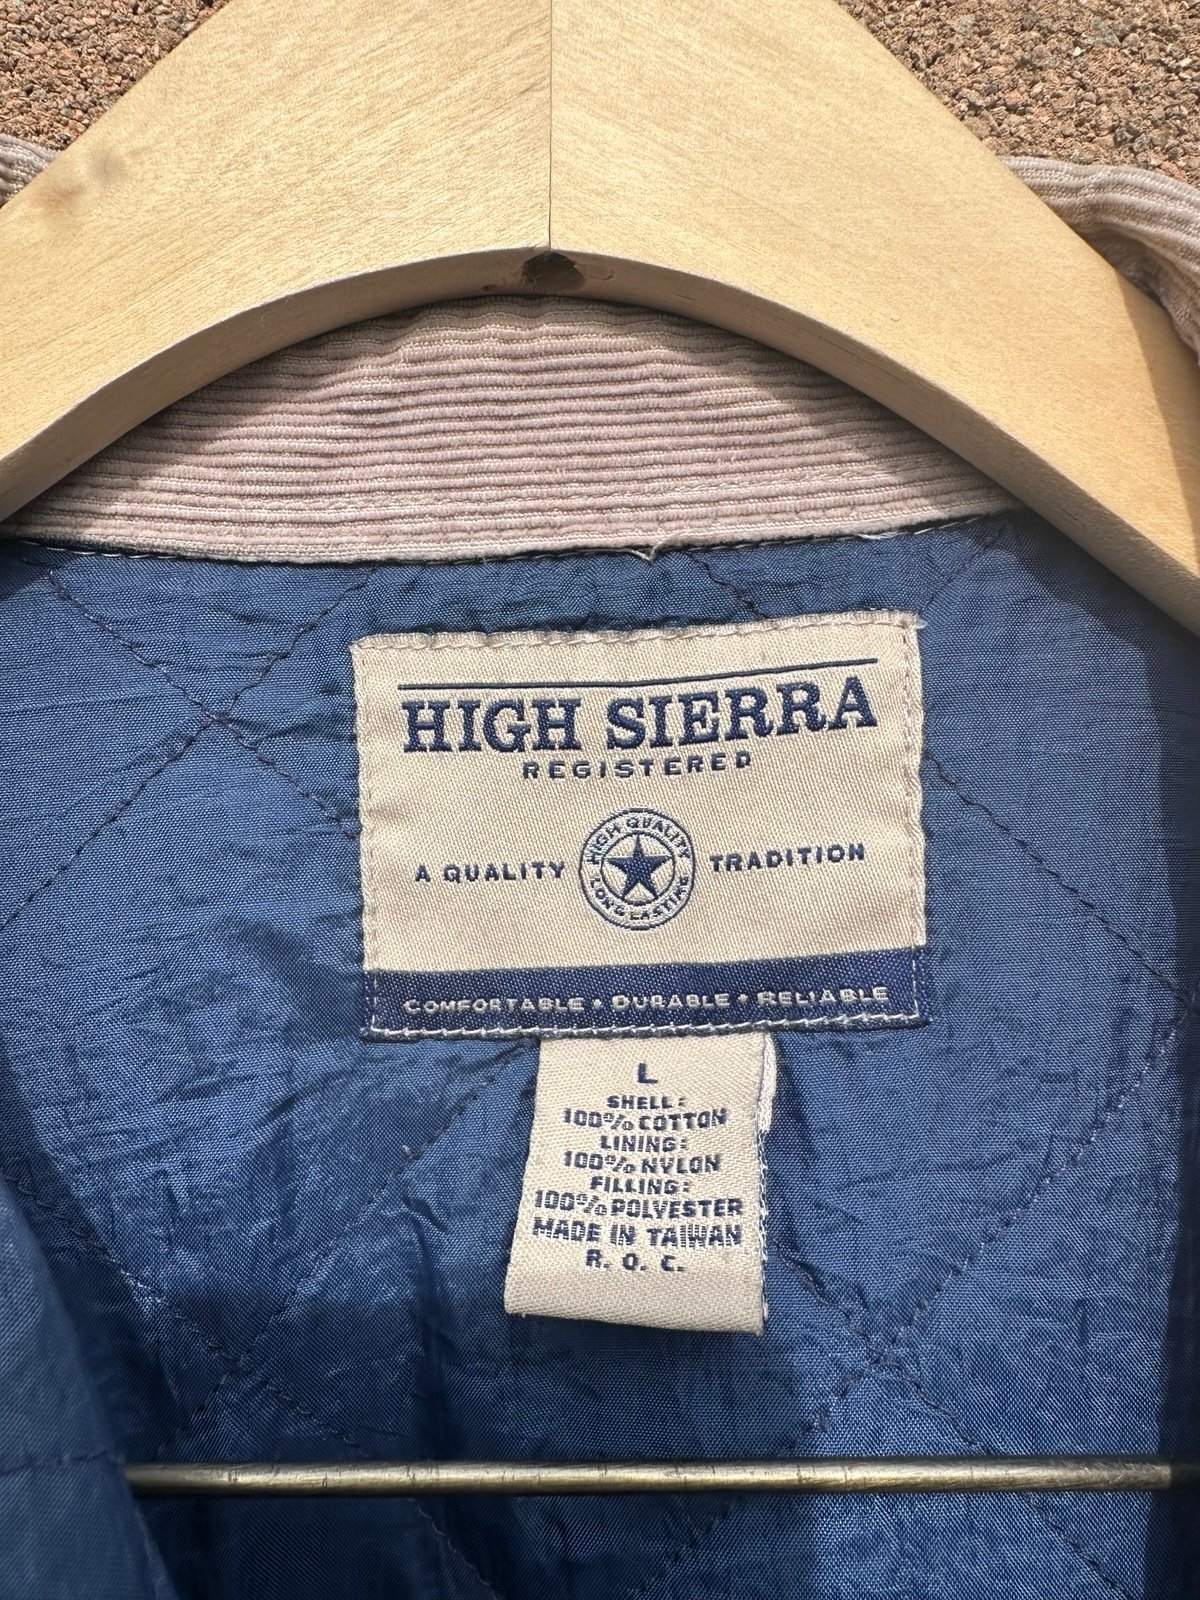 HIGH SIERRA
REGISTERED
A QUALITY
HIGH QUALITY
LONG LASTING
TRADITION
COMFORTABLE • DURABLE • RELIABLE
L
SHELL:
100% COTTON
LINING:
100% NYLON
FILLING:
100% POLYESTER
MADE IN TAIWAN
R. O. C.